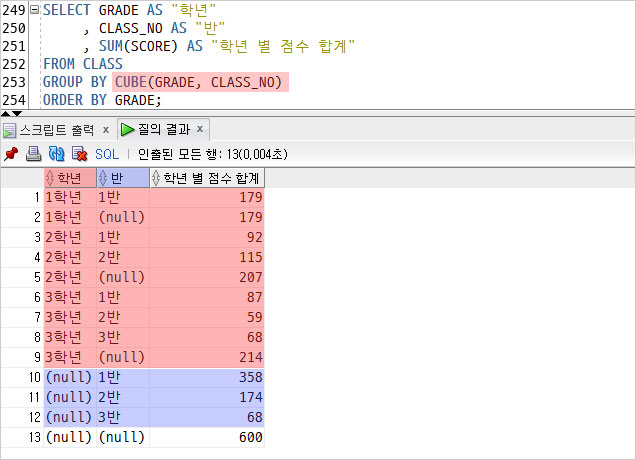 249 SELECT GRADE AS "학년"
250 , CLASS_NO AS "반"
251 , SUM(SCORE) AS "학년 별 점수 합계"
252 FROM CLASS
253 GROUP BY CUBE(GRADE, CLASS_NO)
254 ORDER BY GRADE;
스크립트 출력 x 질의 결과 x
SQL | 인출된 모든 행: 13(0,004초)
학년 반 학년 별 점수 합계
1 1학년 1반 179
2 1학년 (null) 179
3 2학년 1반 92
4 2학년 2반 115
5 2학년 (null) 207
6 3학년 1반 87
7 3학년 2반 59
8 3학년 3반 68
9 3학년 (null) 214
10 (null) 1반 358
11 (null) 2반 174
12 (null) 3반 68
13 (null) (null) 600